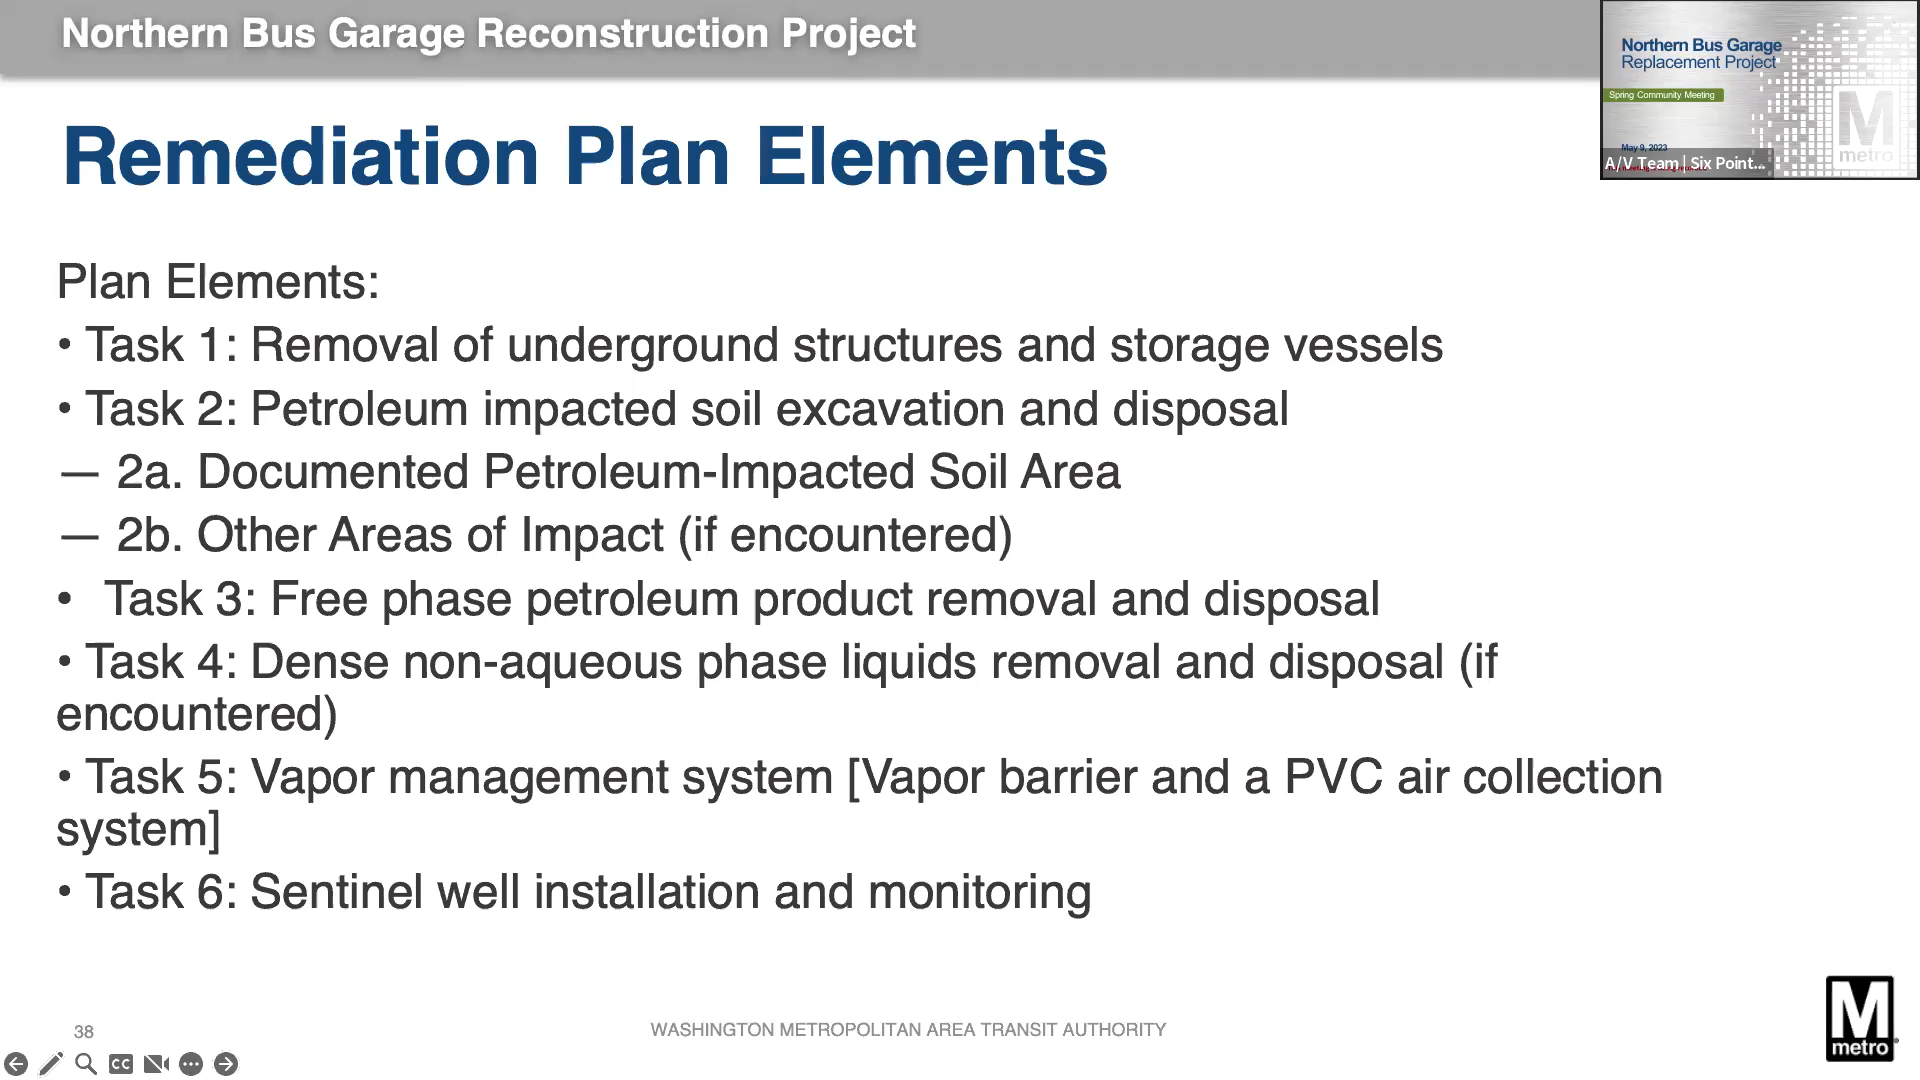 Northern Bus Garage Reconstruction Project
Northern Bus Garage
Replacement Project
Spring Community Meeting
May 9, 2023
A/V Team | Six Point...
M
metro
Remediation Plan Elements
Plan Elements:
• Task 1: Removal of underground structures and storage vessels
• Task 2: Petroleum impacted soil excavation and disposal
— 2a. Documented Petroleum-Impacted Soil Area
— 2b. Other Areas of Impact (if encountered)
• Task 3: Free phase petroleum product removal and disposal
• Task 4: Dense non-aqueous phase liquids removal and disposal (if
encountered)
• Task 5: Vapor management system [Vapor barrier and a PVC air collection
system]
• Task 6: Sentinel well installation and monitoring
38
WASHINGTON METROPOLITAN AREA TRANSIT AUTHORITY
M
metro
CC